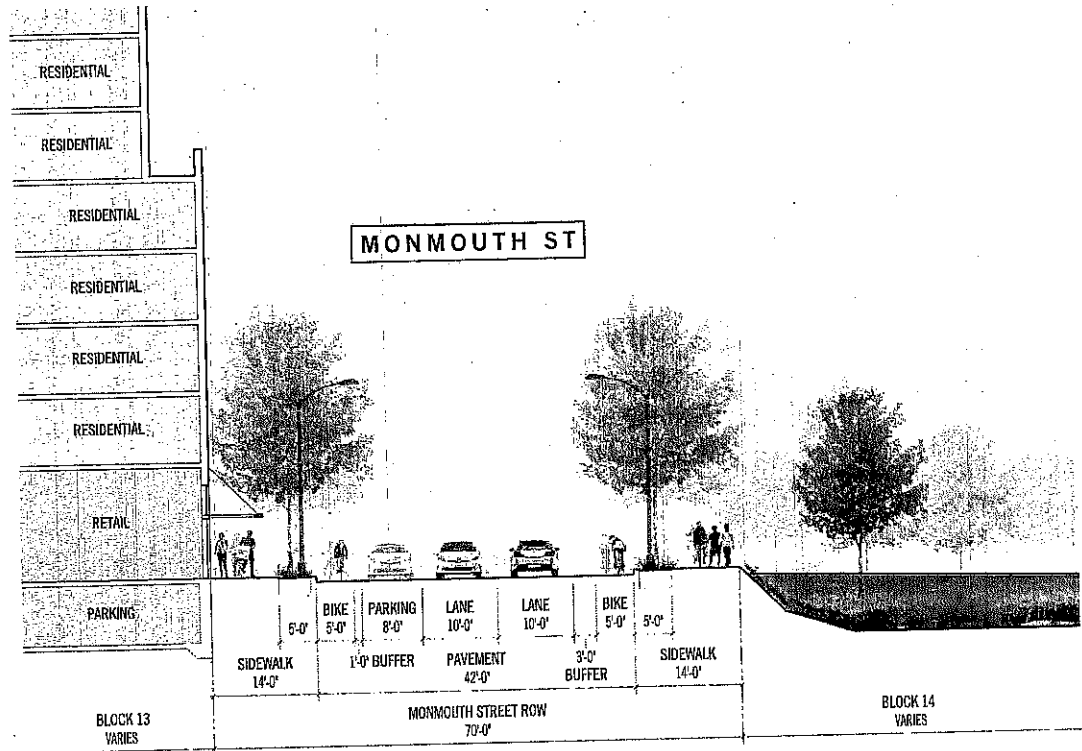 RESIDENTIAL
RESIDENTIAL
RESIDENTIAL
RESIDENTIAL
RESIDENTIAL
RESIDENTIAL
RETAIL
PARKING
MONMOUTH ST
5'-0"
BIKE
5'-0"
PARKING
8'-0"
LANE
10'-0"
LANE
10'-0"
BIKE
5'-0"
5'-0"
SIDEWALK
14'-0"
1'-0" BUFFER
PAVEMENT
42'-0"
3'-0"
BUFFER
SIDEWALK
14'-0"
BLOCK 13
VARIES
MONMOUTH STREET ROW
70'-0"
BLOCK 14
VARIES